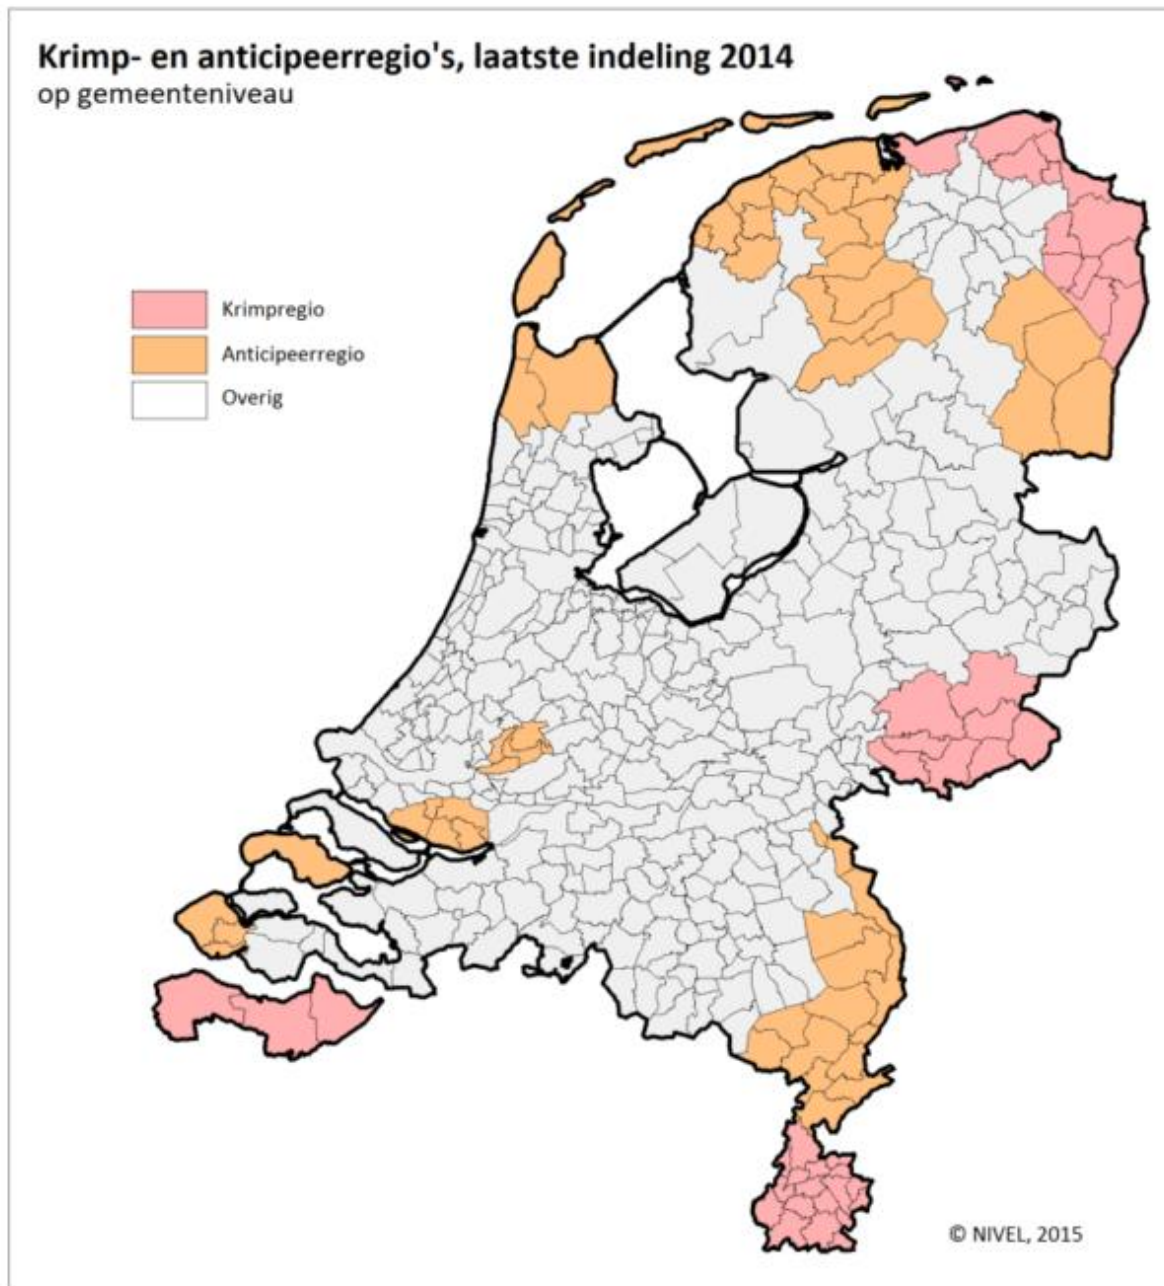 Krimp- en anticipeerregio's, laatste indeling 2014
op gemeenteniveau
Krimpregio
Anticipeerregio
Overig
© NIVEL, 2015